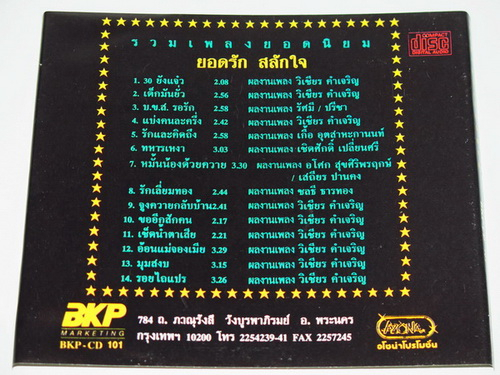 รวมเพลงยอดนิยม
COMPACT
disc
DIGITAL AUDIO
ยอดรัก สลักใจ
1. 30 ยังแจ๋ว 2.08 ผลงานเพลง วิเชียร คำเจริญ
2. เด็กมันยั่ว 2.56 ผลงานเพลง วิเชียร คำเจริญ
3. บ.ข.ส. รอรัก 2.58 ผลงานเพลง รัศมี / ปรีชา
4. แบ่งคนละครึ่ง 2.42 ผลงานเพลง วิเชียร คำเจริญ
5. รักและคิดถึง 2.58 ผลงานเพลง เกื้อ อุตสาหะกานนท์
6. ทหารเหงา 3.03 ผลงานเพลง เชิดศักดิ์ เปลี่ยนศรี
7. หมั้นน้องด้วยควาย 3.30 ผลงานเพลง อโศก สุขศิริพรฤกษ์
/ เสถียร ปานคง
8. รักเลี่ยมทอง 2.44 ผลงานเพลง ชลธี ธารทอง
9. จูงควายกลับบ้าน 2.41 ผลงานเพลง วิเชียร คำเจริญ
10. ขออีกสักคน 2.17 ผลงานเพลง วิเชียร คำเจริญ
11. เช็ดน้ำตาเสีย 2.21 ผลงานเพลง วิเชียร คำเจริญ
12. อ้อนแม่จองเมีย 3.29 ผลงานเพลง วิเชียร คำเจริญ
13. มุมสงบ 3.15 ผลงานเพลง วิเชียร คำเจริญ
14. รอยไถแปร 3.26 ผลงานเพลง วิเชียร คำเจริญ
BKP
MARKETING
BKP-CD 101
784 ถ. ภาณุรังสี วังบูรพาภิรมย์ อ. พระนคร
กรุงเทพฯ 10200 โทร 2254239-41 FAX 2257245
อโซน่าโปรโมชั่น